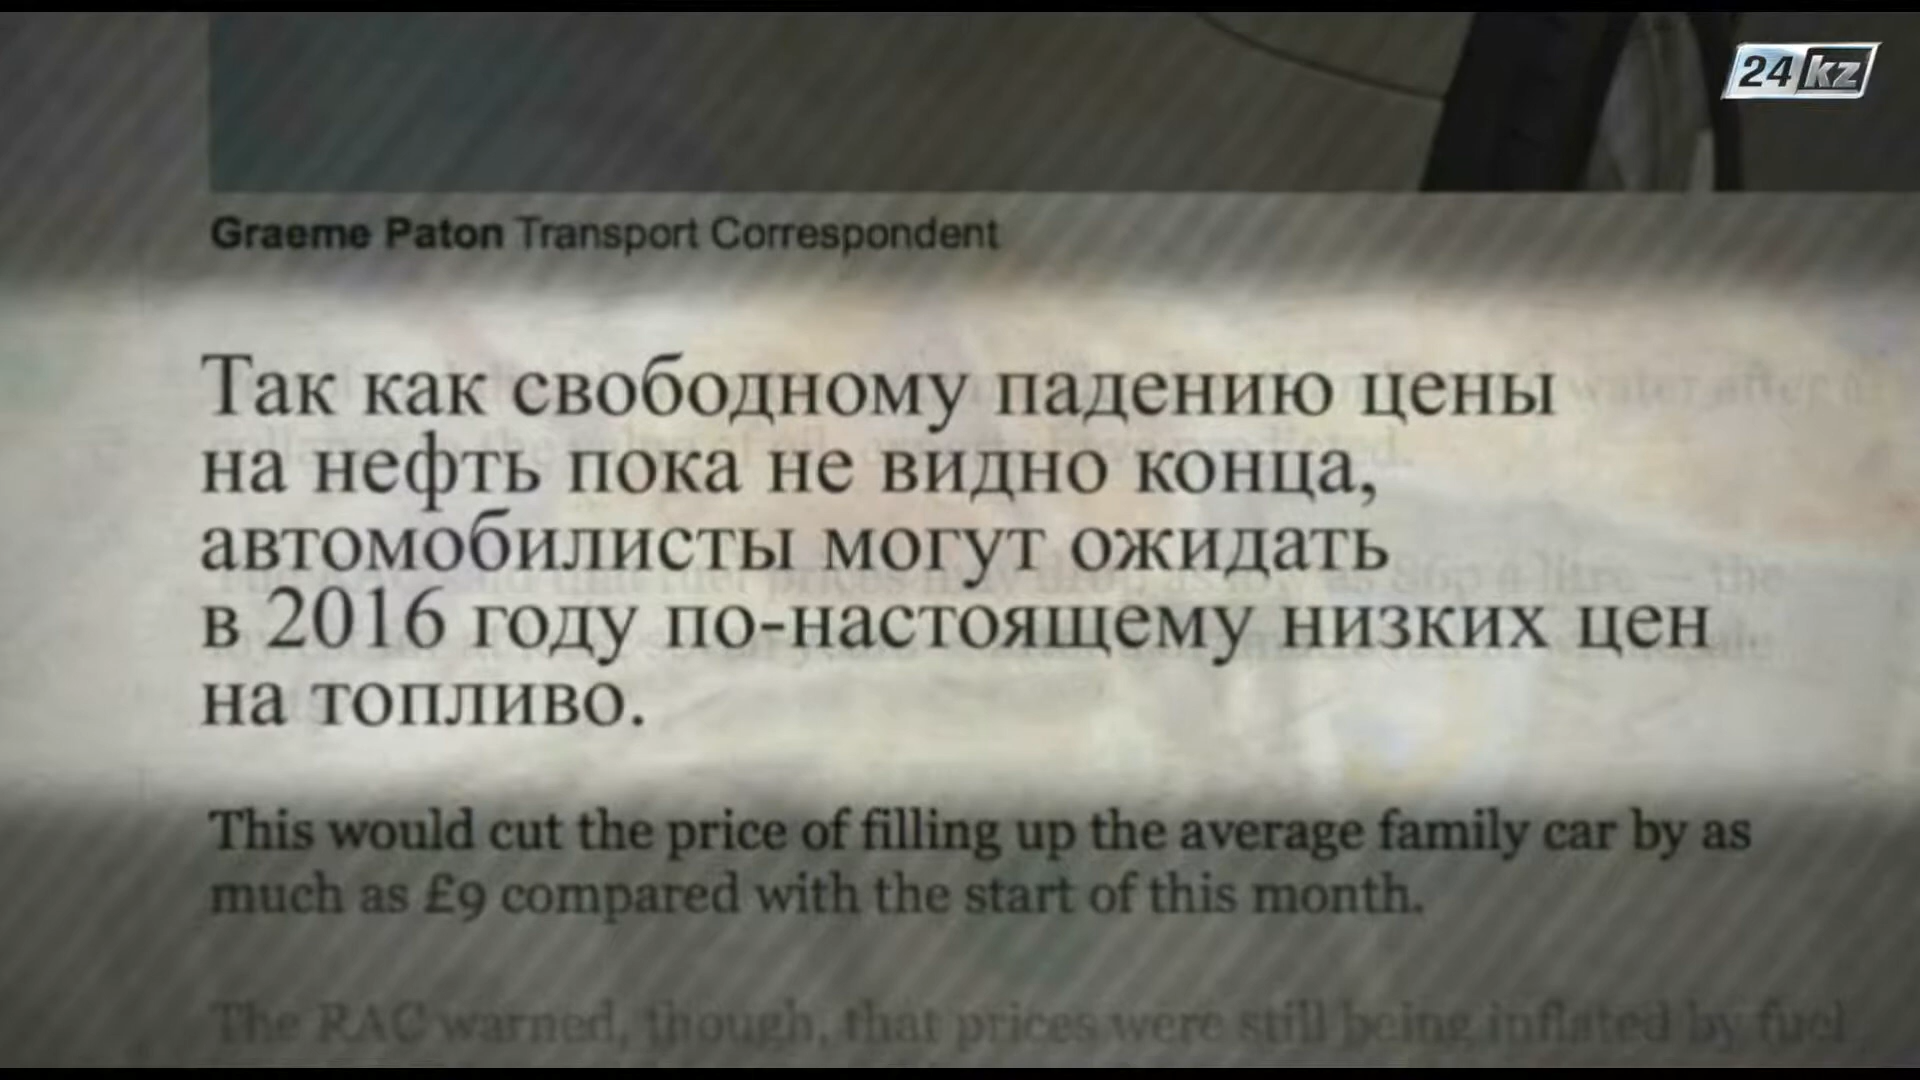 24 kz
Graeme Paton Transport Correspondent
Так как свободному падению цены
на нефть пока не видно конца,
автомобилисты могут ожидать
в 2016 году по-настоящему низких цен
на топливо.
This would cut the price of filling up the average family car by as
much as £9 compared with the start of this month.
The RAC warned, though, that prices were still being inflated by fuel